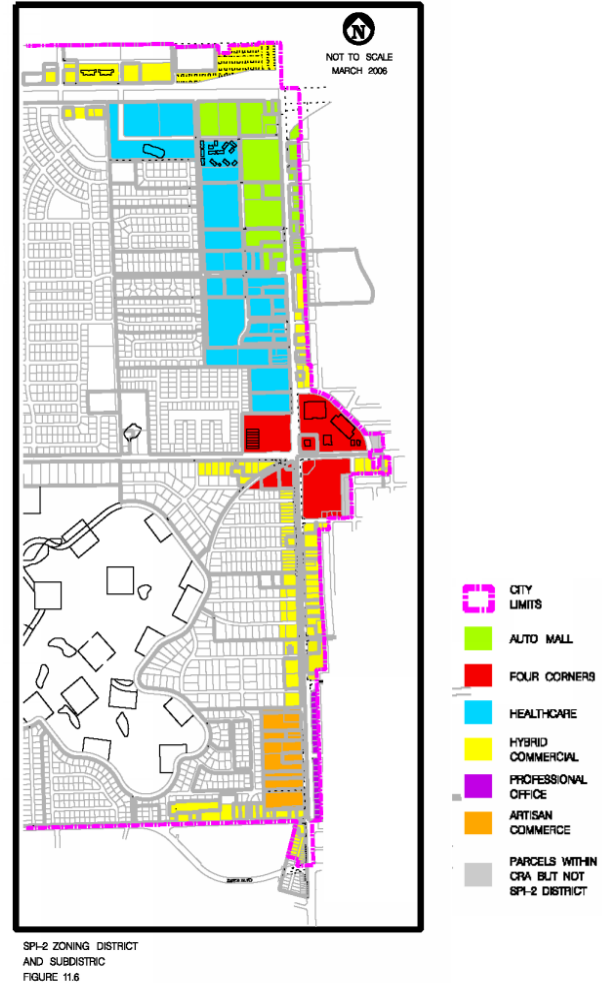 N
NOT TO SCALE
MARCH 2006
CITY
LIMITS
AUTO MALL
FOUR CORNERS
HEALTHCARE
HYBRID
COMMERCIAL
PROFESSIONAL
OFFICE
ARTISAN
COMMERCE
PARCELS WITHIN
CRA BUT NOT
SPI-2 DISTRICT
SPI-2 ZONING DISTRICT
AND SUBDISTRIC
FIGURE 11.6